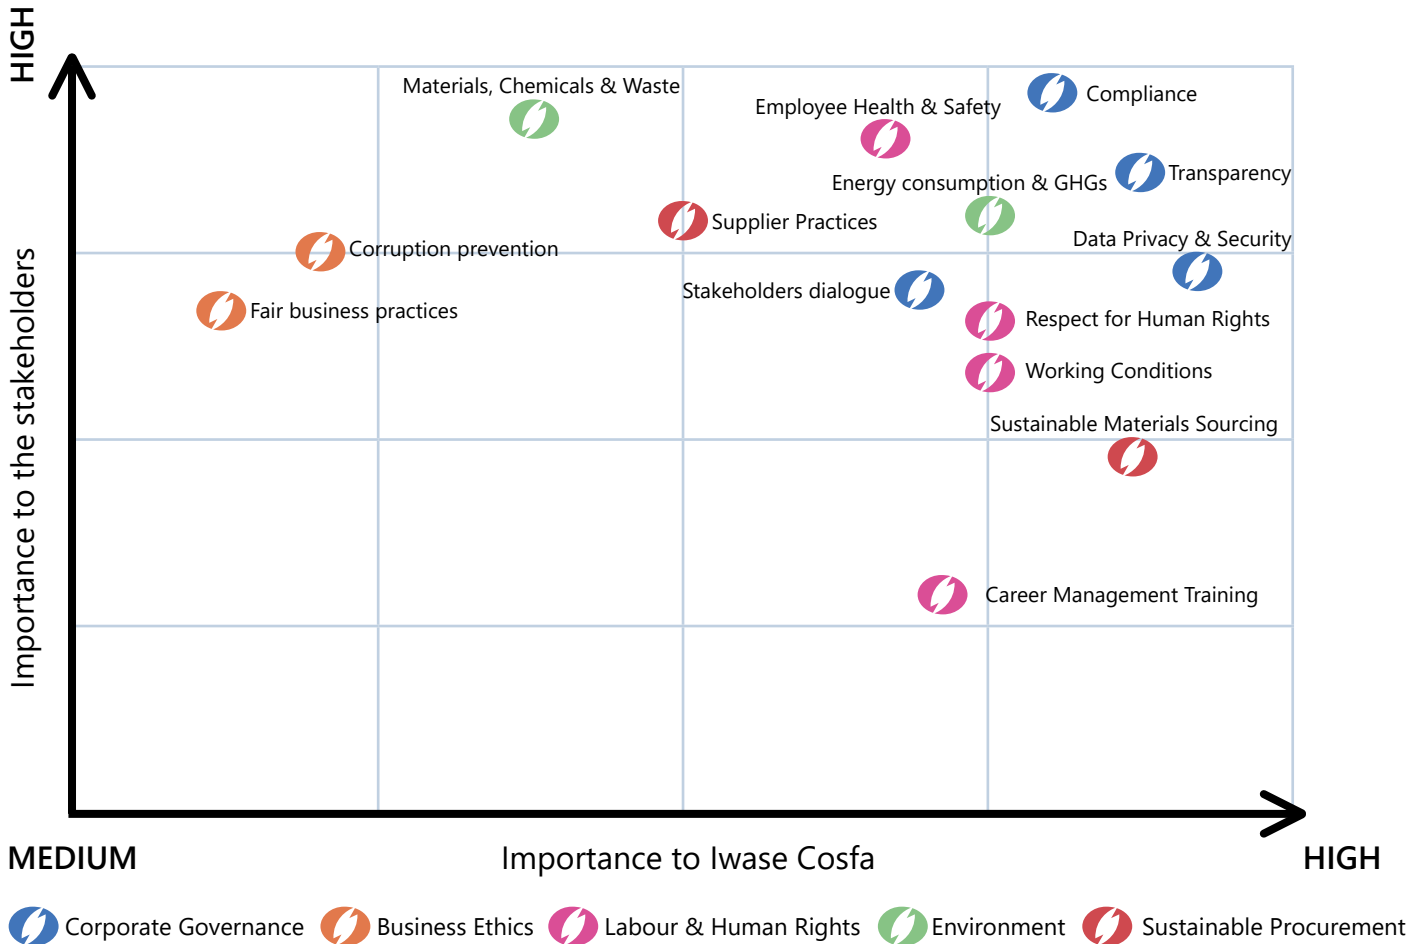 HIGH
Materials, Chemicals & Waste
Compliance
Employee Health & Safety
Transparency
Energy consumption & GHGs
Supplier Practices
Data Privacy & Security
Corruption prevention
Stakeholders dialogue
Fair business practices
Respect for Human Rights
Working Conditions
Sustainable Materials Sourcing
Career Management Training
Importance to the stakeholders
MEDIUM
Importance to Iwase Cosfa
HIGH
Corporate Governance
Business Ethics
Labour & Human Rights
Environment
Sustainable Procurement